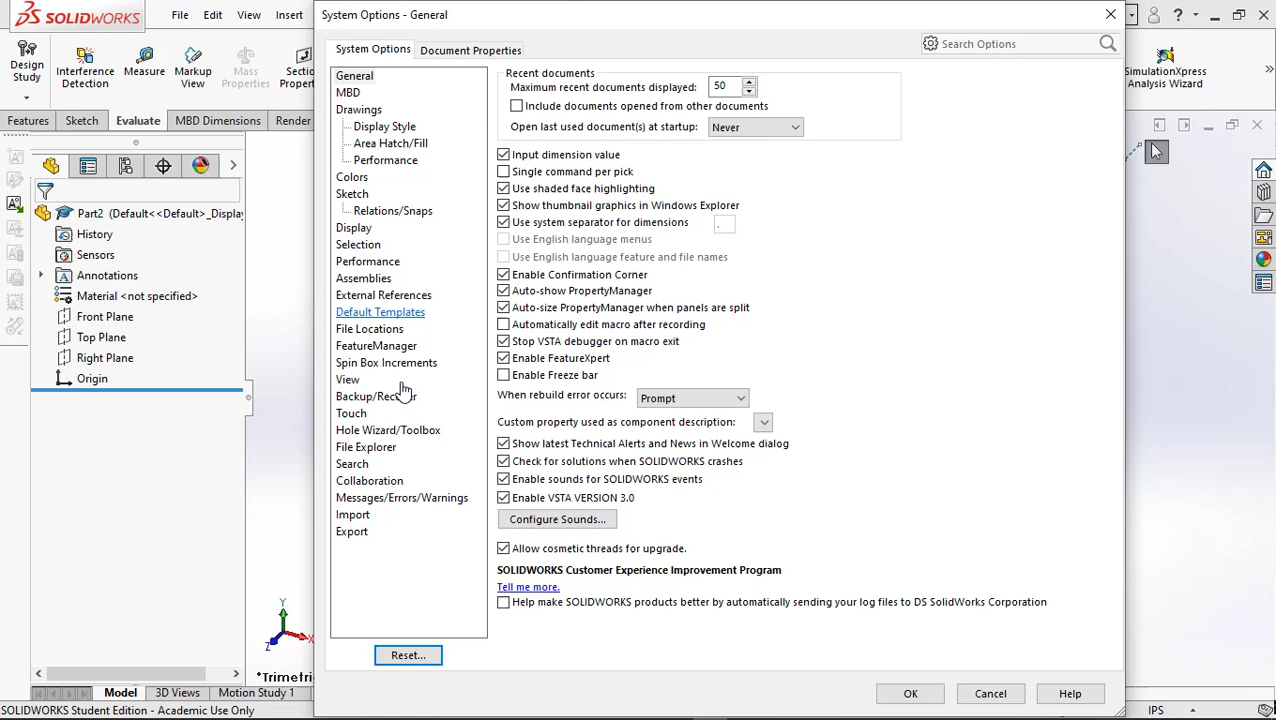 SOLIDWORKS
File Edit View Insert
System Options - General
Design Study
Interference Detection
Measure
Markup View
Mass Properties
SimulationXpress Analysis Wizard
Features Sketch Evaluate MBD Dimensions Render
System Options Document Properties
Search Options
Part2 (Default<<Default>_Display
History
Sensors
Annotations
Material <not specified>
Front Plane
Top Plane
Right Plane
Origin
General
MBD
Drawings
Display Style
Area Hatch/Fill
Performance
Colors
Sketch
Relations/Snaps
Display
Selection
Performance
Assemblies
External References
Default Templates
File Locations
FeatureManager
Spin Box Increments
View
Touch
Hole Wizard/Toolbox
File Explorer
Search
Collaboration
Messages/Errors/Warnings
Import
Export
Reset...
Recent documents
Maximum recent documents displayed: 50
Include documents opened from other documents
Open last used document(s) at startup: Never
Input dimension value
Single command per pick
Use shaded face highlighting
Show thumbnail graphics in Windows Explorer
Use system separator for dimensions .
Use English language menus
Use English language feature and file names
Enable Confirmation Corner
Auto-show PropertyManager
Auto-size PropertyManager when panels are split
Automatically edit macro after recording
Stop VSTA debugger on macro exit
Enable FeatureXpert
Enable Freeze bar
When rebuild error occurs: Prompt
Custom property used as component description:
Show latest Technical Alerts and News in Welcome dialog
Check for solutions when SOLIDWORKS crashes
Enable sounds for SOLIDWORKS events
Enable VSTA VERSION 3.0
Configure Sounds...
Allow cosmetic threads for upgrade.
SOLIDWORKS Customer Experience Improvement Program
Tell me more.
Help make SOLIDWORKS products better by automatically sending your log files to DS SolidWorks Corporation
OK Cancel Help
Y
X
Z
*Trimetric
Model 3D Views Motion Study 1
SOLIDWORKS Student Edition - Academic Use Only
IPS